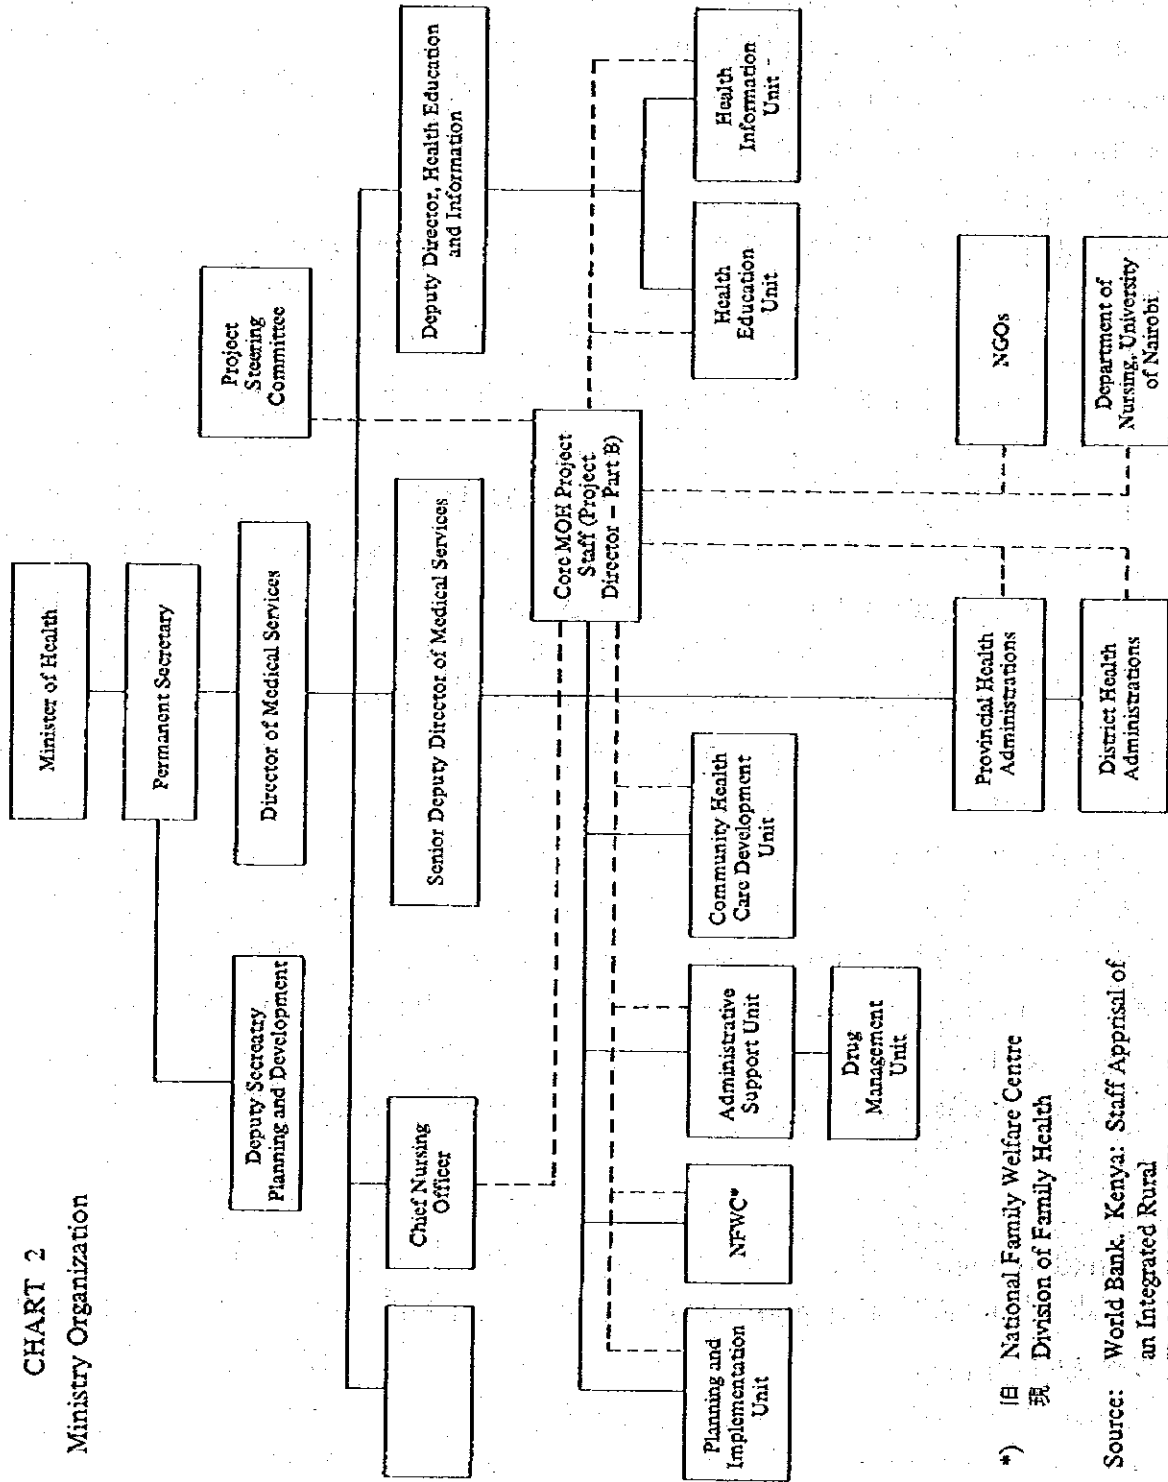 CHART 2
Ministry Organization
Minister of Health
Permanent Secretary
Deputy Secreatry
Planning and Development
Director of Medical Services
Project
Steering
Committee
Chief Nursing
Officer
Senior Deputy Director of Medical Services
Deputy Director, Health Education
and Information
Core MOH Project
Staff (Project
Director – Part B)
Planning and
Implementation
Unit
NFWC*
Administrative
Support Unit
Community Health
Care Development
Unit
Health
Education
Unit
Health
Information
Unit
Drug
Management
Unit
Provincial Health
Administrations
NGOs
District Health
Administrations
Department of
Nursing, University
of Nairobi
*) 旧 National Family Welfare Centre
現 Division of Family Health
Source: World Bank. Kenya: Staff Apprisal of
an Integrated Rural